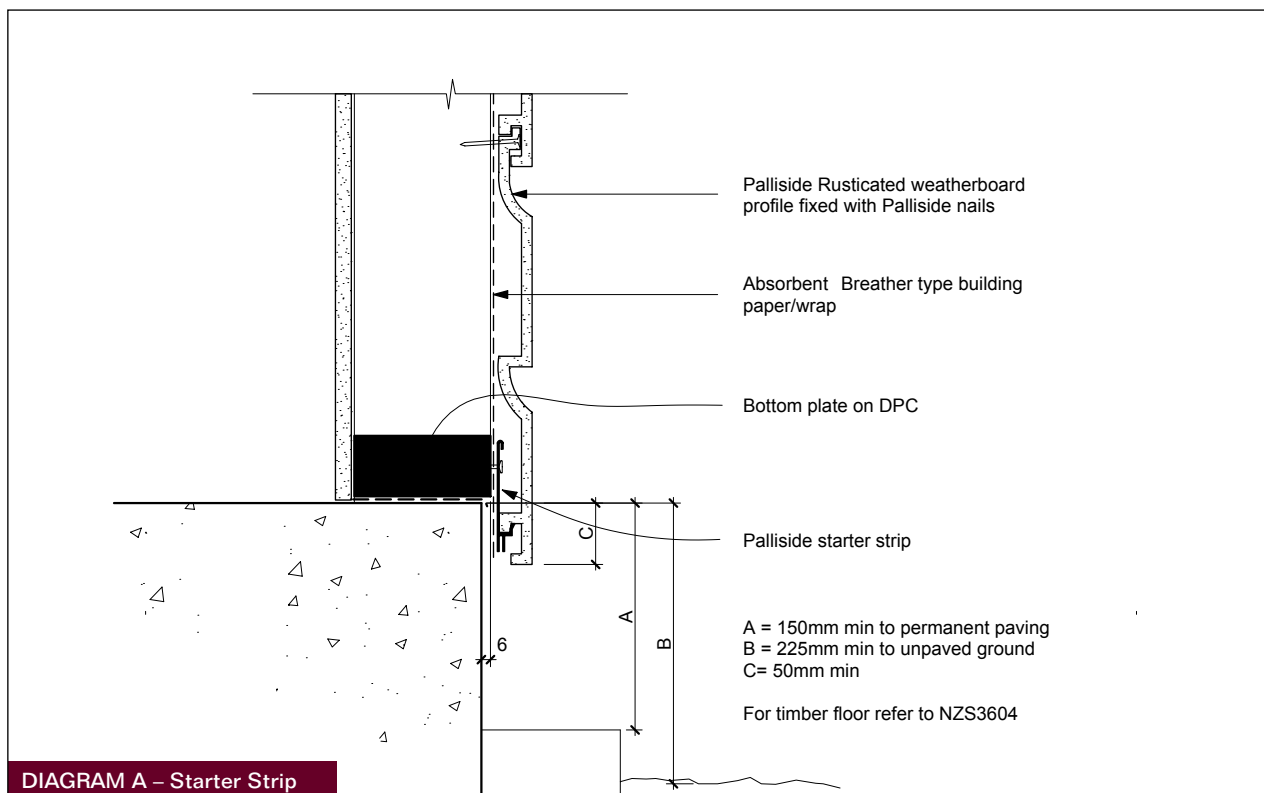 Palliside Rusticated weatherboard
profile fixed with Palliside nails
Absorbent Breather type building
paper/wrap
Bottom plate on DPC
C
Palliside starter strip
A
B
6
A = 150mm min to permanent paving
B = 225mm min to unpaved ground
C= 50mm min
For timber floor refer to NZS3604
DIAGRAM A – Starter Strip